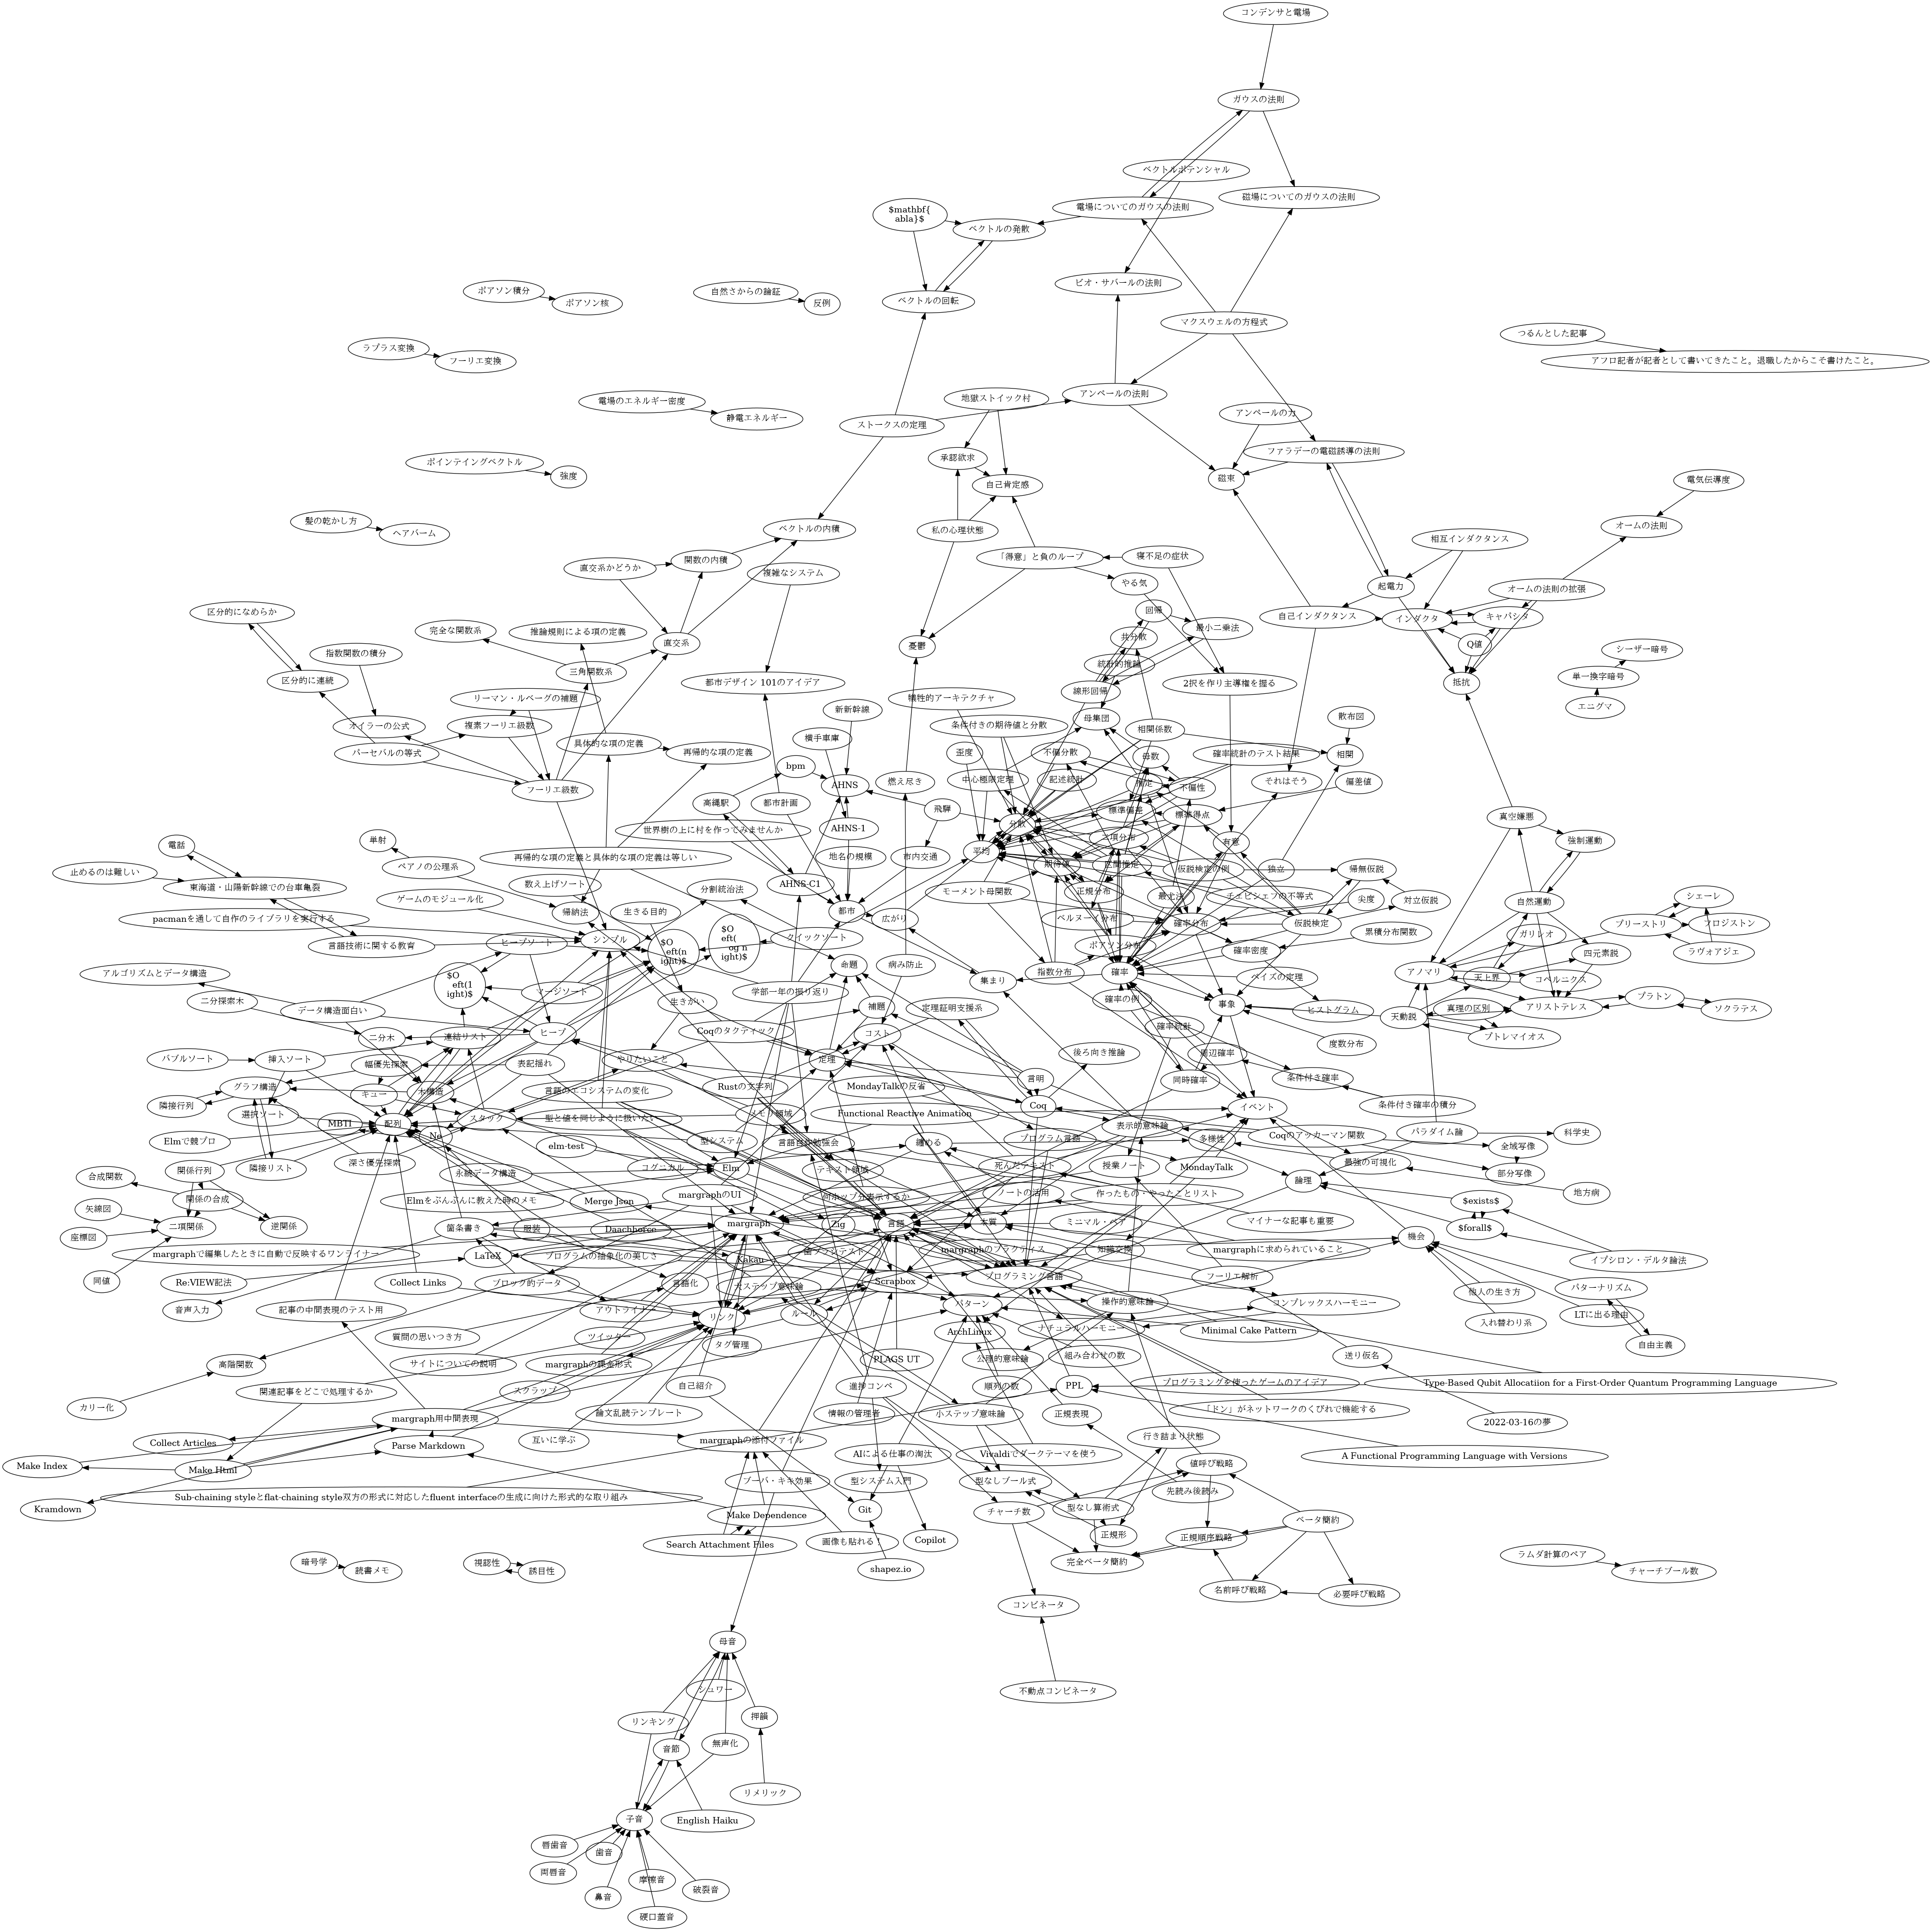 コンデンサと電場
ガウスの法則
ベクトルポテンシャル
磁場についてのガウスの法則
$mathbf{
abla}$
電場についてのガウスの法則
ベクトルの発散
ビオ・サバールの法則
ポアソン積分
ポアソン核
自然さからの論証
反例
ベクトルの回転
マクスウェルの方程式
つるんとした記事
アフロ記者が記者として書いてきたこと。退職したからこそ書けたこと。
ラプラス変換
フーリエ変換
電場のエネルギー密度
静電エネルギー
アンペールの法則
地獄ストイック村
ストークスの定理
アンペールの力
ファラデーの電磁誘導の法則
承認欲求
ポインテイングベクトル
強度
自己肯定感
磁束
電気伝導度
オームの法則
髪の乾かし方
ヘアバーム
ベクトルの内積
私の心理状態
相互インダクタンス
関数の内積
直交系かどうか
複雑なシステム
「得意」と負のループ
寝不足の症状
やる気
起電力
オームの法則の拡張
区分的になめらか
完全な関数系
推論規則による項の定義
直交系
回帰
共分散
最小二乗法
自己インダクタンス
インダクタ
キャパシタ
Q値
憂鬱
指数関数の積分
三角関数系
統計的推論
シーザー暗号
区分的に連続
都市デザイン 101のアイデア
線形回帰
2択を作り主導権を握る
抵抗
単一換字暗号
エニグマ
リーマン・ルベーグの補題
犠牲的アーキテクチャ
新新幹線
母集団
散布図
オイラーの公式
複素フーリエ級数
条件付きの期待値と分散
相関係数
横手車庫
具体的な項の定義
再帰的な項の定義
パーセバルの等式
歪度
不偏分散
母数
確率統計のテスト結果
相関
bpm
AHNS
燃え尽き
中心極限定理
記述統計
推定
不偏性
それはそう
偏差値
フーリエ級数
高縄駅
都市計画
飛騨
標準偏差
標準得点
真空嫌悪
強制運動
世界樹の上に村を作ってみませんか
AHNS-1
分散
二項分布
有意
電話
単射
ペアノの公理系
再帰的な項の定義と具体的な項の定義は等しい
地名の規模
市内交通
平均
期待値
区間推定
仮説検定の例
独立
帰無仮説
止めるのは難しい
東海道・山陽新幹線での台車亀裂
数え上げソート
分割統治法
AHNS-C1
モーメント母関数
正規分布
最尤法
チェビシェフの不等式
尖度
対立仮説
自然運動
シェーレ
ゲームのモジュール化
帰納法
生きる目的
都市
広がり
ベルヌーイ分布
確率分布
仮説検定
プリーストリ
フロジストン
pacmanを通して自作のライブラリを実行する
言語技術に関する教育
ヒープソート
シンプル
$O
eft(n
ight)$
$O
eft(
og n
ight)$
クイックソート
ポアソン分布
確率密度
累積分布関数
ガリレオ
四元素説
ラヴォアジェ
アルゴリズムとデータ構造
$O
eft(1
ight)$
命題
病み防止
指数分布
確率
ベイズの定理
アノマリ
天上界
コペルニクス
二分探索木
マージソート
学部一年の振り返り
集まり
確率の例
事象
ヒストグラム
真理の区別
アリストテレス
プラトン
ソクラテス
データ構造面白い
生きがい
補題
定理証明支援系
確率統計
天動説
プトレマイオス
二分木
連結リスト
ヒープ
Coqのタクティック
コスト
度数分布
バブルソート
挿入ソート
幅優先探索
表記揺れ
やりたいこと
定理
後ろ向き推論
周辺確率
条件付き確率
グラフ構造
キュー
木構造
言語のエコシステムの変化
Rustの文字列
MondayTalkの反省
言明
同時確率
隣接行列
選択ソート
MBTI
配列
スタック
型と値を同じように扱いたい
メモリ領域
Functional Reactive Animation
Coq
イベント
条件付き確率の積分
Elmで競プロ
Ne
elm-test
型システム
言語自作勉強会
纏める
プログラム言語
表示的意味論
多様性
Coqのアッカーマン関数
パラダイム論
科学史
全域写像
合成関数
関係行列
隣接リスト
深さ優先探索
永続データ構造
コグニカル
Elm
テキスト領域
死んだテキスト
授業ノート
MondayTalk
最強の可視化
部分写像
矢線図
関係の合成
Elmをぶんぶんに教えた時のメモ
Merge Json
margraphのUI
何ホップ分表示するか
ノートの活用
作ったもの・やったことリスト
論理
$exists$
地方病
座標図
二項関係
逆関係
箇条書き
服装
Daachorce
margraph
Zig
言語
本質
ミニマル・ペア
マイナーな記事も重要
$forall$
margraphで編集したときに自動で反映するワンライナー
LaTeX
プログラムの抽象化の美しさ
Kakau
歯ブラシテスト
margraphのプラクティス
知識交換
margraphに求められていること
機会
イプシロン・デルタ論法
同値
Re:VIEW記法
Collect Links
ブロック的データ
言語化
大ステップ意味論
Scrapbox
プログラミング言語
フーリエ解析
パターナリズム
音声入力
記事の中間表現のテスト用
アウトライナ
リンク
ルール
パターン
操作的意味論
コンプレックスハーモニー
他人の生き方
LTに出る理由
質問の思いつき方
ツイッター
タグ管理
ArchLinux
ナチュラルハーモニー
Minimal Cake Pattern
入れ替わり系
自由主義
高階関数
サイトについての説明
margraphの課金形式
PLAGS UT
公理的意味論
組み合わせの数
送り仮名
カリー化
関連記事をどこで処理するか
スクラップ
自己紹介
進捗コンペ
順列の数
PPL
プログラミングを使ったゲームのアイデア
Type-Based Qubit Allocatiion for a First-Order Quantum Programming Language
margraph用中間表現
論文乱読テンプレート
情報の管理者
小ステップ意味論
正規表現
「ドン」がネットワークのくびれで機能する
2022-03-16の夢
Collect Articles
Parse Markdown
互いに学ぶ
margraphの添付ファイル
AIによる仕事の淘汰
Vivaldiでダークテーマを使う
行き詰まり状態
A Functional Programming Language with Versions
Make Index
Make Html
ブーバ・キキ効果
型システム入門
型なしブール式
値呼び戦略
先読み後読み
Kramdown
Sub-chaining styleとflat-chaining style双方の形式に対応したfluent interfaceの生成に向けた形式的な取り組み
Make Dependence
Git
チャーチ数
型なし算術式
ベータ簡約
Search Attachment Files
画像も貼れる！
Copilot
正規形
正規順序戦略
暗号学
読書メモ
視認性
誘目性
shapez.io
完全ベータ簡約
ラムダ計算のペア
チャーチブール数
名前呼び戦略
必要呼び戦略
コンビネータ
母音
シュワー
不動点コンビネータ
リンキング
押韻
音節
無声化
リメリック
子音
English Haiku
唇歯音
歯音
両唇音
摩擦音
鼻音
破裂音
硬口蓋音